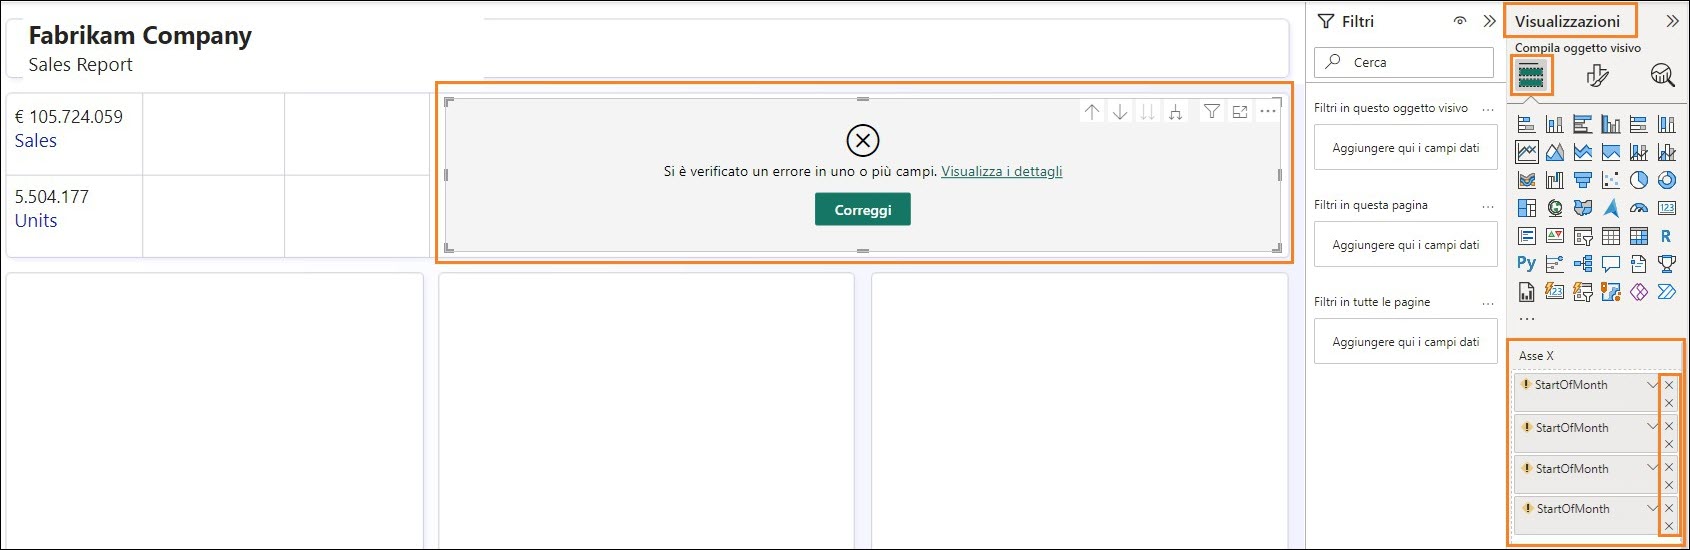 Fabrikam Company
Sales Report
€ 105.724.059
Sales
5.504.177
Units
Si è verificato un errore in uno o più campi. Visualizza i dettagli
Correggi
Filtri
Cerca
Filtri in questo oggetto visivo
Aggiungere qui i campi dati
Filtri in questa pagina
Aggiungere qui i campi dati
Filtri in tutte le pagine
Aggiungere qui i campi dati
Visualizzazioni
Compila oggetto visivo
123
R
Py
123
Asse X
StartOfMonth
StartOfMonth
StartOfMonth
StartOfMonth